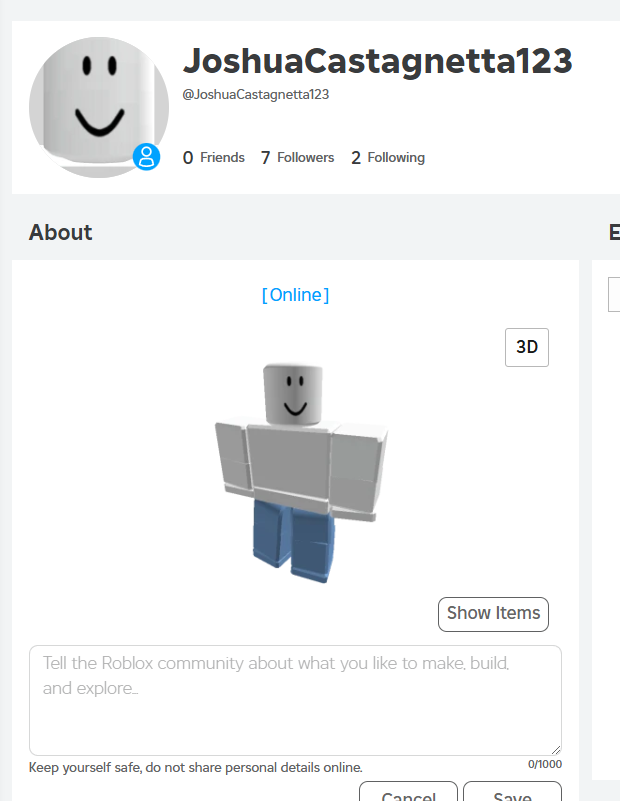 JoshuaCastagnetta123
@JoshuaCastagnetta123
0 Friends 7 Followers 2 Following
About
E
[ Online ]
3D
Show Items
Tell the Roblox community about what you like to make, build,
and explore...
Keep yourself safe, do not share personal details online.
0/1000
Cancel Save